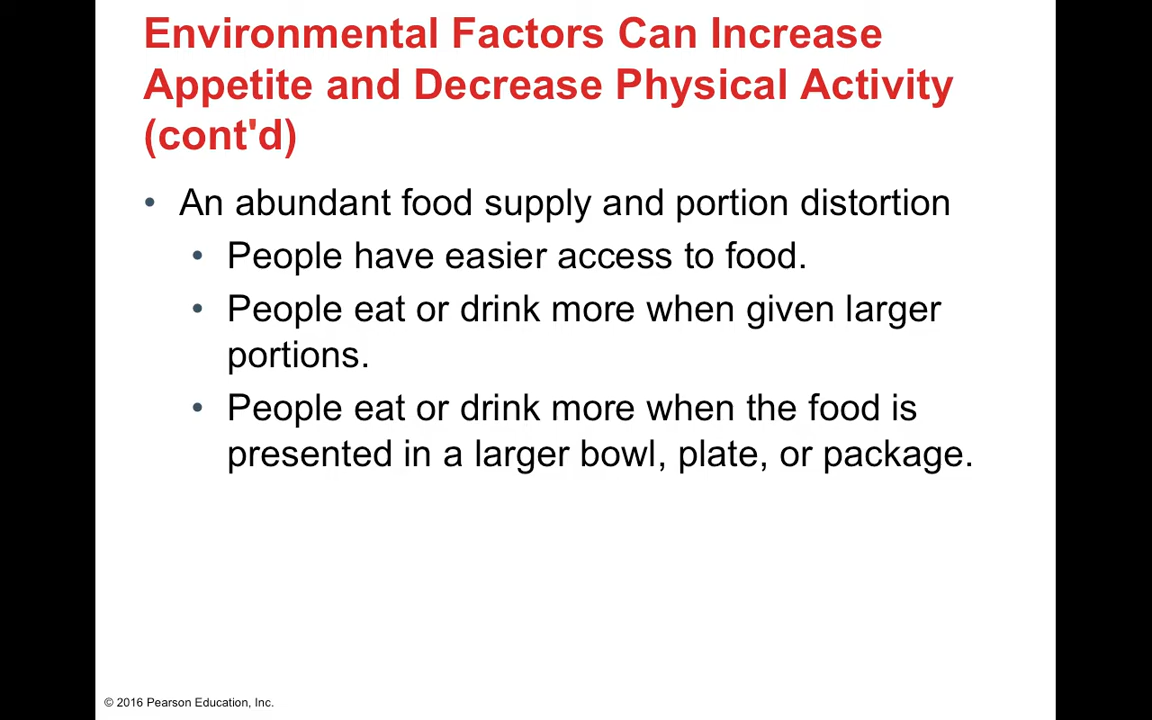 Environmental Factors Can Increase
Appetite and Decrease Physical Activity
(cont'd)
• An abundant food supply and portion distortion
• People have easier access to food.
• People eat or drink more when given larger
portions.
• People eat or drink more when the food is
presented in a larger bowl, plate, or package.
© 2016 Pearson Education, Inc.